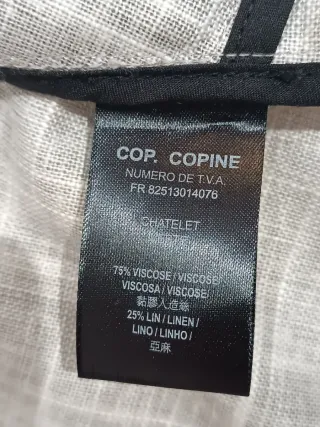 COP. COPINE
NUMERO DE T.V.A.
FR 82513014076
CHATELET
75% VISCOSE / VISCOSE/
VISCOSA / VISCOSE/
黏膠人造絲
25% LIN / LINEN /
LINO / LINHO /
亞麻